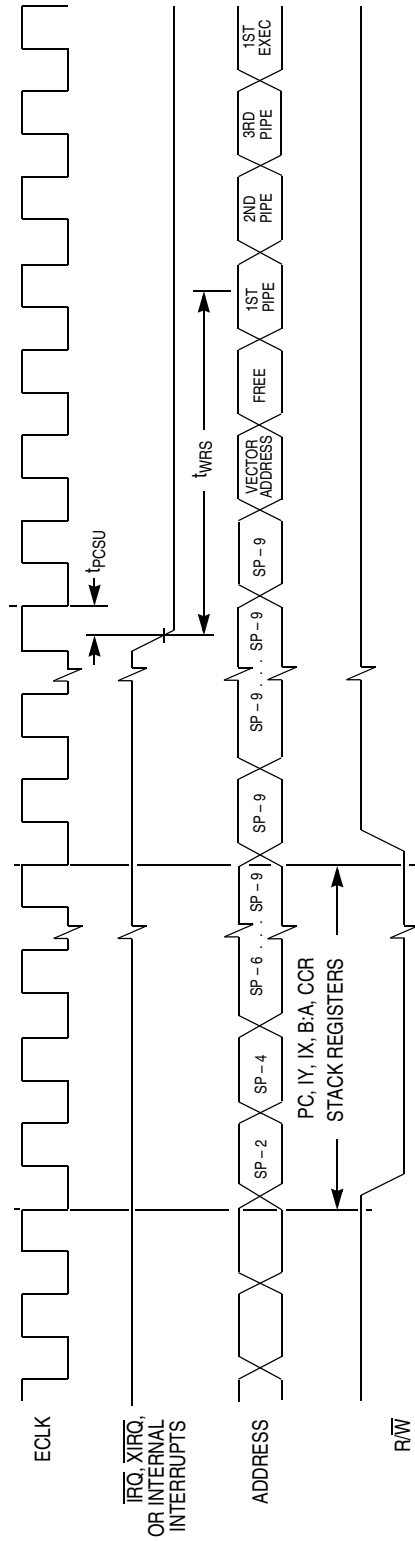 ECLK
t PCSU
IRQ, XIRQ,
OR INTERNAL
INTERRUPTS
t WRS
ADDRESS
SP – 2
SP – 4
SP – 6 . . . SP – 9
SP – 9
SP – 9 . . . . SP – 9
SP – 9
VECTOR
ADDRESS
FREE
1ST
PIPE
2ND
PIPE
3RD
PIPE
1ST
EXEC
PC, IY, IX, B:A, CCR
STACK REGISTERS
R/W